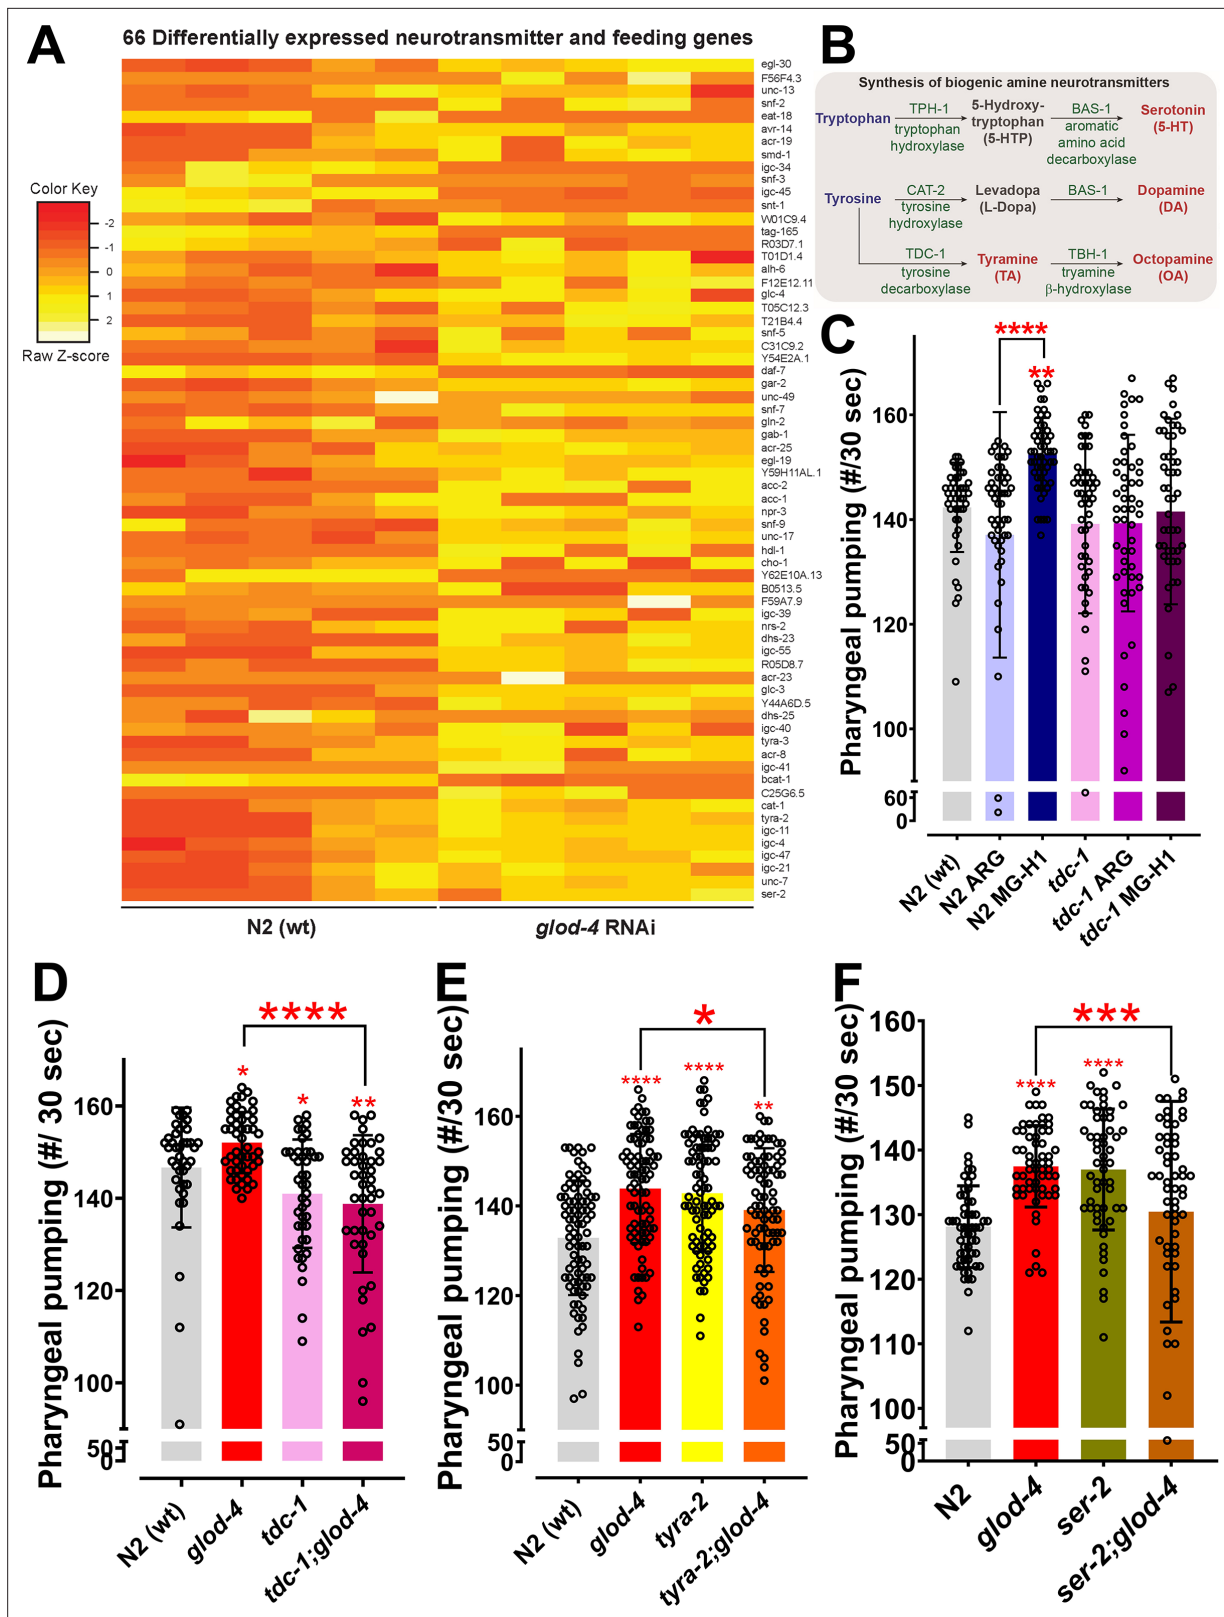 A
66 Differentially expressed neurotransmitter and feeding genes
egl-30
F56F4.3
unc-13
snf-2
eat-18
avr-14
acr-19
smd-1
igc-34
snf-3
igc-45
snt-1
W01C9.4
tag-165
R03D7.1
T01D1.4
alh-6
F12E12.11
glc-4
T05C12.3
T21B4.4
snf-5
C31C9.2
Y54E2A.1
daf-7
gar-2
unc-49
snf-7
gln-2
gab-1
acr-25
egl-19
Y59H11AL.1
acc-2
acc-1
npr-3
snf-9
unc-17
hdl-1
cho-1
Y62E10A.13
B0513.5
F59A7.9
igc-39
nrs-2
dhs-23
igc-55
R05D8.7
acr-23
glc-3
Y44A6D.5
dhs-25
igc-40
tyra-3
acr-8
igc-41
bcat-1
C25G6.5
cat-1
tyra-2
igc-11
igc-4
igc-47
igc-21
unc-7
ser-2
Color Key
-2
-1
0
1
2
Raw Z-score
N2 (wt)
glod-4 RNAi
B
Synthesis of biogenic amine neurotransmitters
Tryptophan
TPH-1
tryptophan
hydroxylase
5-Hydroxy-
tryptophan
(5-HTP)
BAS-1
aromatic
amino acid
decarboxylase
Serotonin
(5-HT)
Tyrosine
CAT-2
tyrosine
hydroxylase
Levadopa
(L-Dopa)
BAS-1
Dopamine
(DA)
TDC-1
tyrosine
decarboxylase
Tyramine
(TA)
TBH-1
tryamine
β-hydroxylase
Octopamine
(OA)
C
Pharyngeal pumping (#/30 sec)
160
140
120
100
60
0
****
**
N2 (wt)
N2 ARG
N2 MG-H1
tdc-1
tdc-1 ARG
tdc-1 MG-H1
D
Pharyngeal pumping (#/ 30 sec)
160
140
120
100
50
0
****
*
*
**
N2 (wt)
glod-4
tdc-1
tdc-1;glod-4
E
Pharyngeal pumping (#/30 sec)
160
140
120
100
50
0
*
****
****
**
N2 (wt)
glod-4
tyra-2
tyra-2;glod-4
F
Pharyngeal pumping (#/30 sec)
160
150
140
130
120
110
100
50
0
***
****
****
N2
glod-4
ser-2
ser-2;glod-4